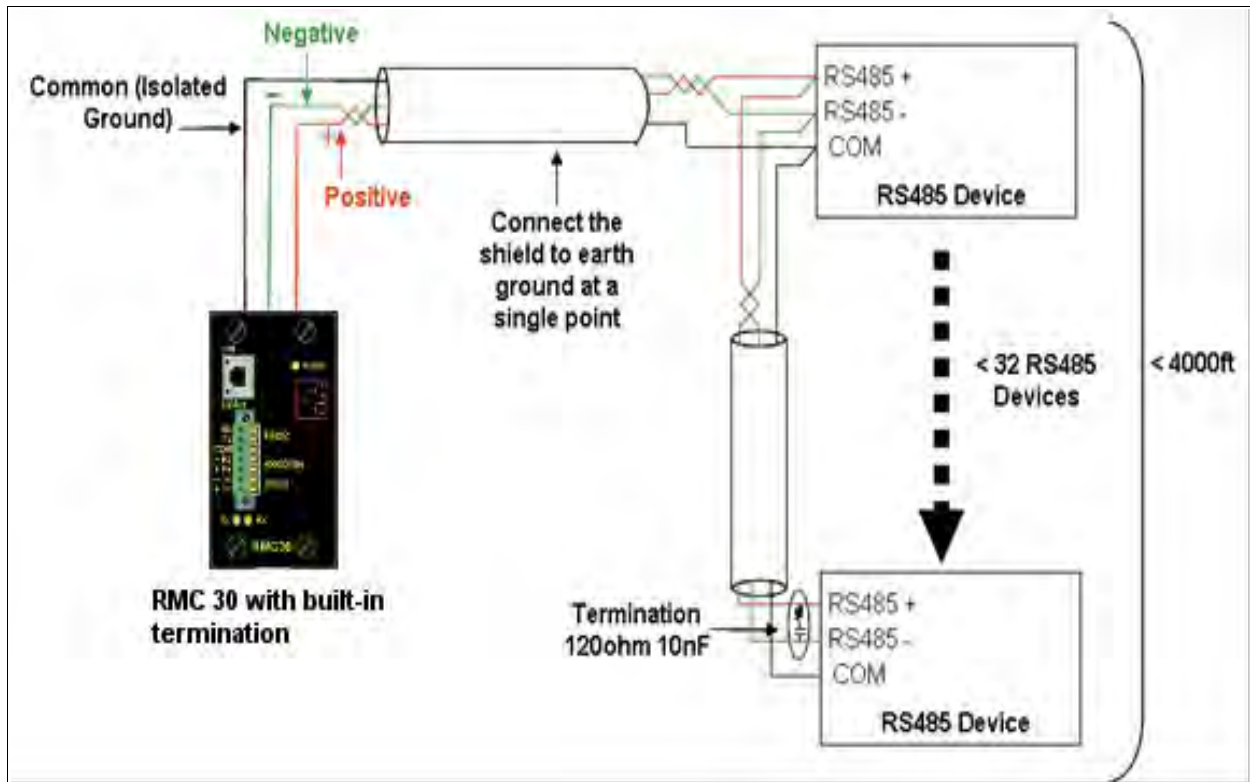 Negative
Common (Isolated
Ground)
−
+
Positive
Connect the
shield to earth
ground at a
single point
RS485 +
RS485 -
COM
RS485 Device
< 32 RS485
Devices
< 4000ft
RMC30
RMC 30 with built-in
termination
Termination
120ohm 10nF
RS485 +
RS485 -
COM
RS485 Device